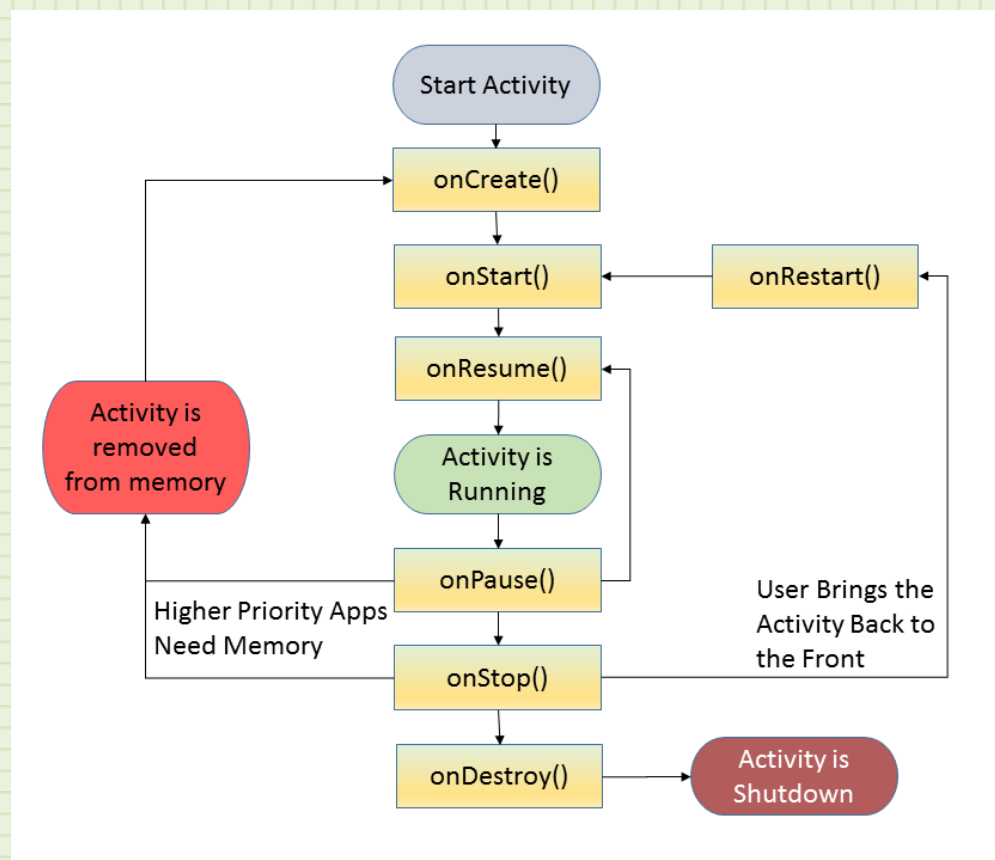 Start Activity
onCreate()
onStart()
onRestart()
onResume()
Activity is
removed
from memory
Activity is
Running
onPause()
Higher Priority Apps
Need Memory
User Brings the
Activity Back to
the Front
onStop()
onDestroy()
Activity is
Shutdown